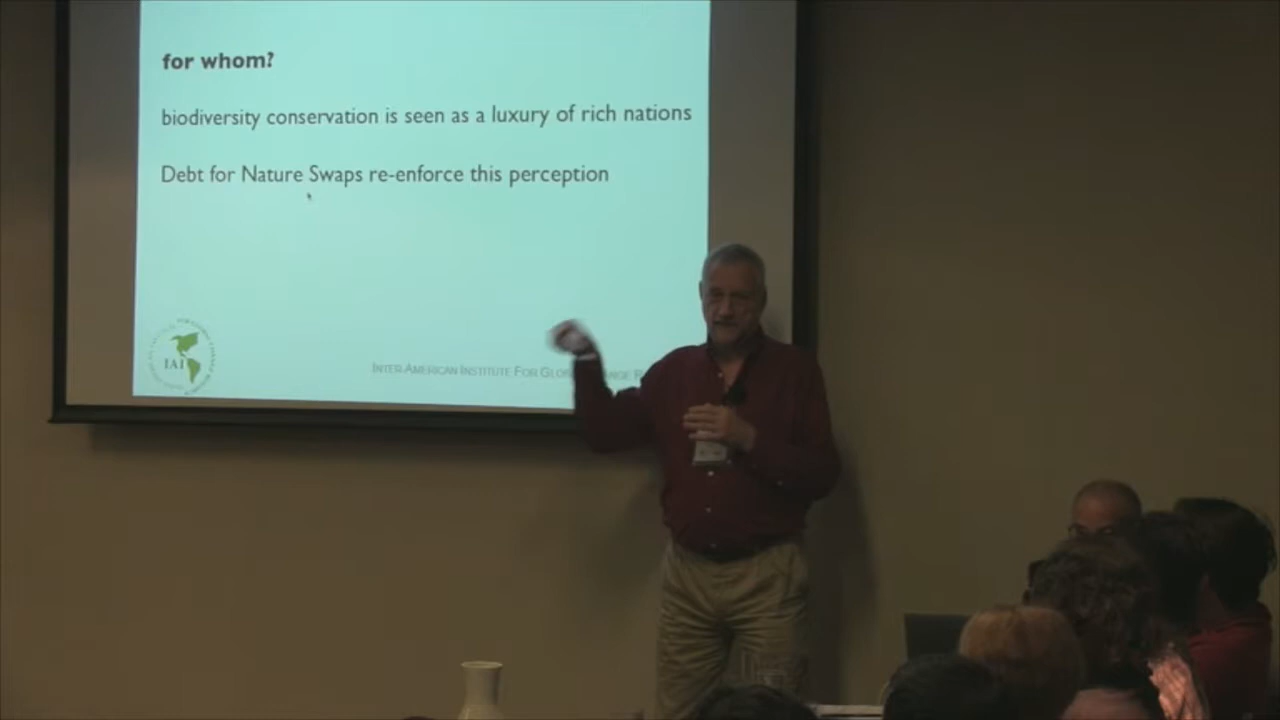 for whom?
biodiversity conservation is seen as a luxury of rich nations
Debt for Nature Swaps re-enforce this perception
IAI
INTER-AMERICAN INSTITUTE FOR